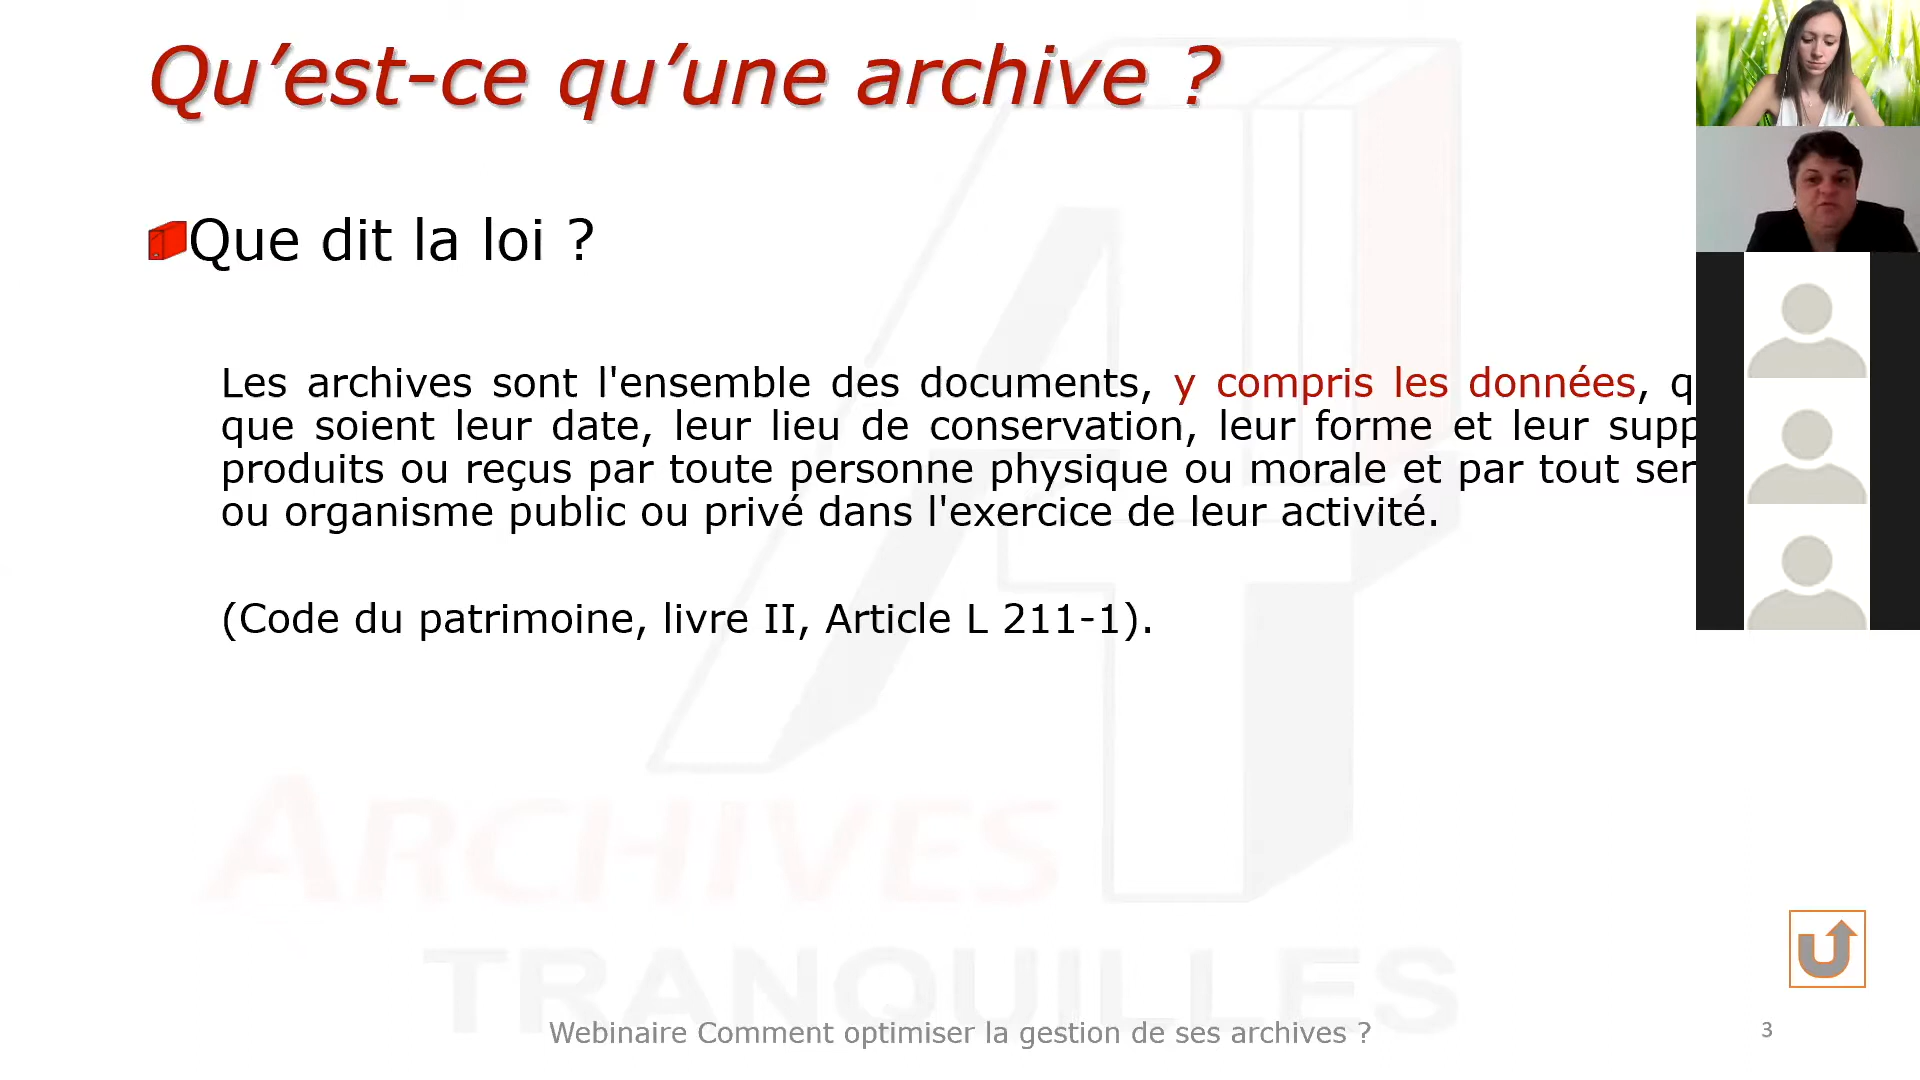 Qu’est-ce qu’une archive ?
Que dit la loi ?
Les archives sont l'ensemble des documents, y compris les données,
que soient leur date, leur lieu de conservation, leur forme et leur
produits ou reçus par toute personne physique ou morale et par tout
ou organisme public ou privé dans l'exercice de leur activité.
(Code du patrimoine, livre II, Article L 211-1).
ARCHIVES
TRANQUILLES
Webinaire Comment optimiser la gestion de ses archives ?
3